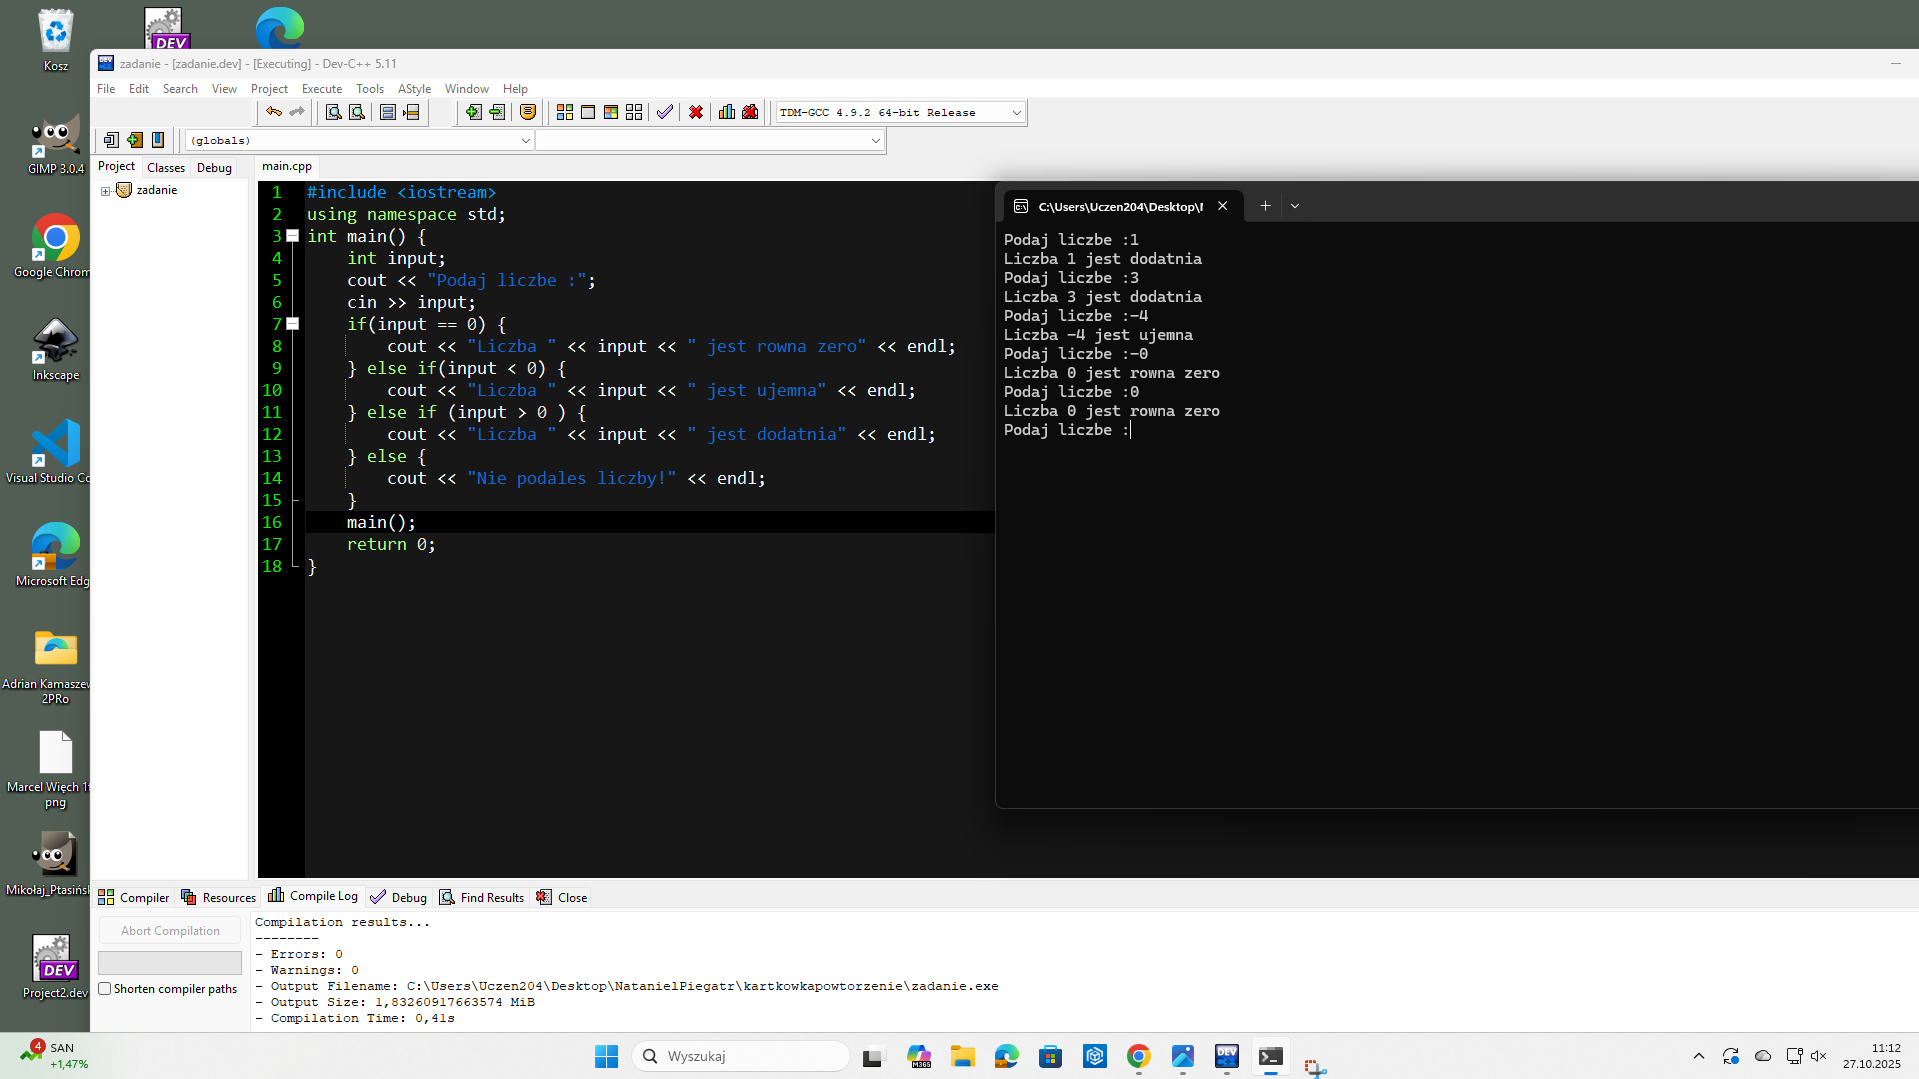 Kosz
DEV
zadanie - [zadanie.dev] - [Executing] - Dev-C++ 5.11
File Edit Search View Project Execute Tools AStyle Window Help
TDM-GCC 4.9.2 64-bit Release
(globals)
Project Classes Debug
main.cpp
zadanie
1 #include <iostream>
2 using namespace std;
3 int main() {
4 int input;
5 cout << "Podaj liczbe :";
6 cin >> input;
7 if(input == 0) {
8 cout << "Liczba " << input << " jest rowna zero" << endl;
9 } else if(input < 0) {
10 cout << "Liczba " << input << " jest ujemna" << endl;
11 } else if (input > 0 ) {
12 cout << "Liczba " << input << " jest dodatnia" << endl;
13 } else {
14 cout << "Nie podales liczby!" << endl;
15 }
16 main();
17 return 0;
18 }
C:\Users\Uczen204\Desktop\
Podaj liczbe :1
Liczba 1 jest dodatnia
Podaj liczbe :3
Liczba 3 jest dodatnia
Podaj liczbe :-4
Liczba -4 jest ujemna
Podaj liczbe :-0
Liczba 0 jest rowna zero
Podaj liczbe :0
Liczba 0 jest rowna zero
Podaj liczbe :
GIMP 3.0.4
Google Chrom
Inkscape
Visual Studio Co
Microsoft Edg
Adrian Kamaszew
2PRo
Marcel Więch 1
png
Mikołaj_Ptasińsk
DEV
Project2.dev
Compiler Resources Compile Log Debug Find Results Close
Abort Compilation
Shorten compiler paths
Compilation results...
--------
- Errors: 0
- Warnings: 0
- Output Filename: C:\Users\Uczen204\Desktop\NatanielPiegatr\kartkowkapowtorzenie\zadanie.exe
- Output Size: 1,83260917663574 MiB
- Compilation Time: 0,41s
4
SAN
+1,47%
Wyszukaj
M365
DEV
11:12
27.10.2025